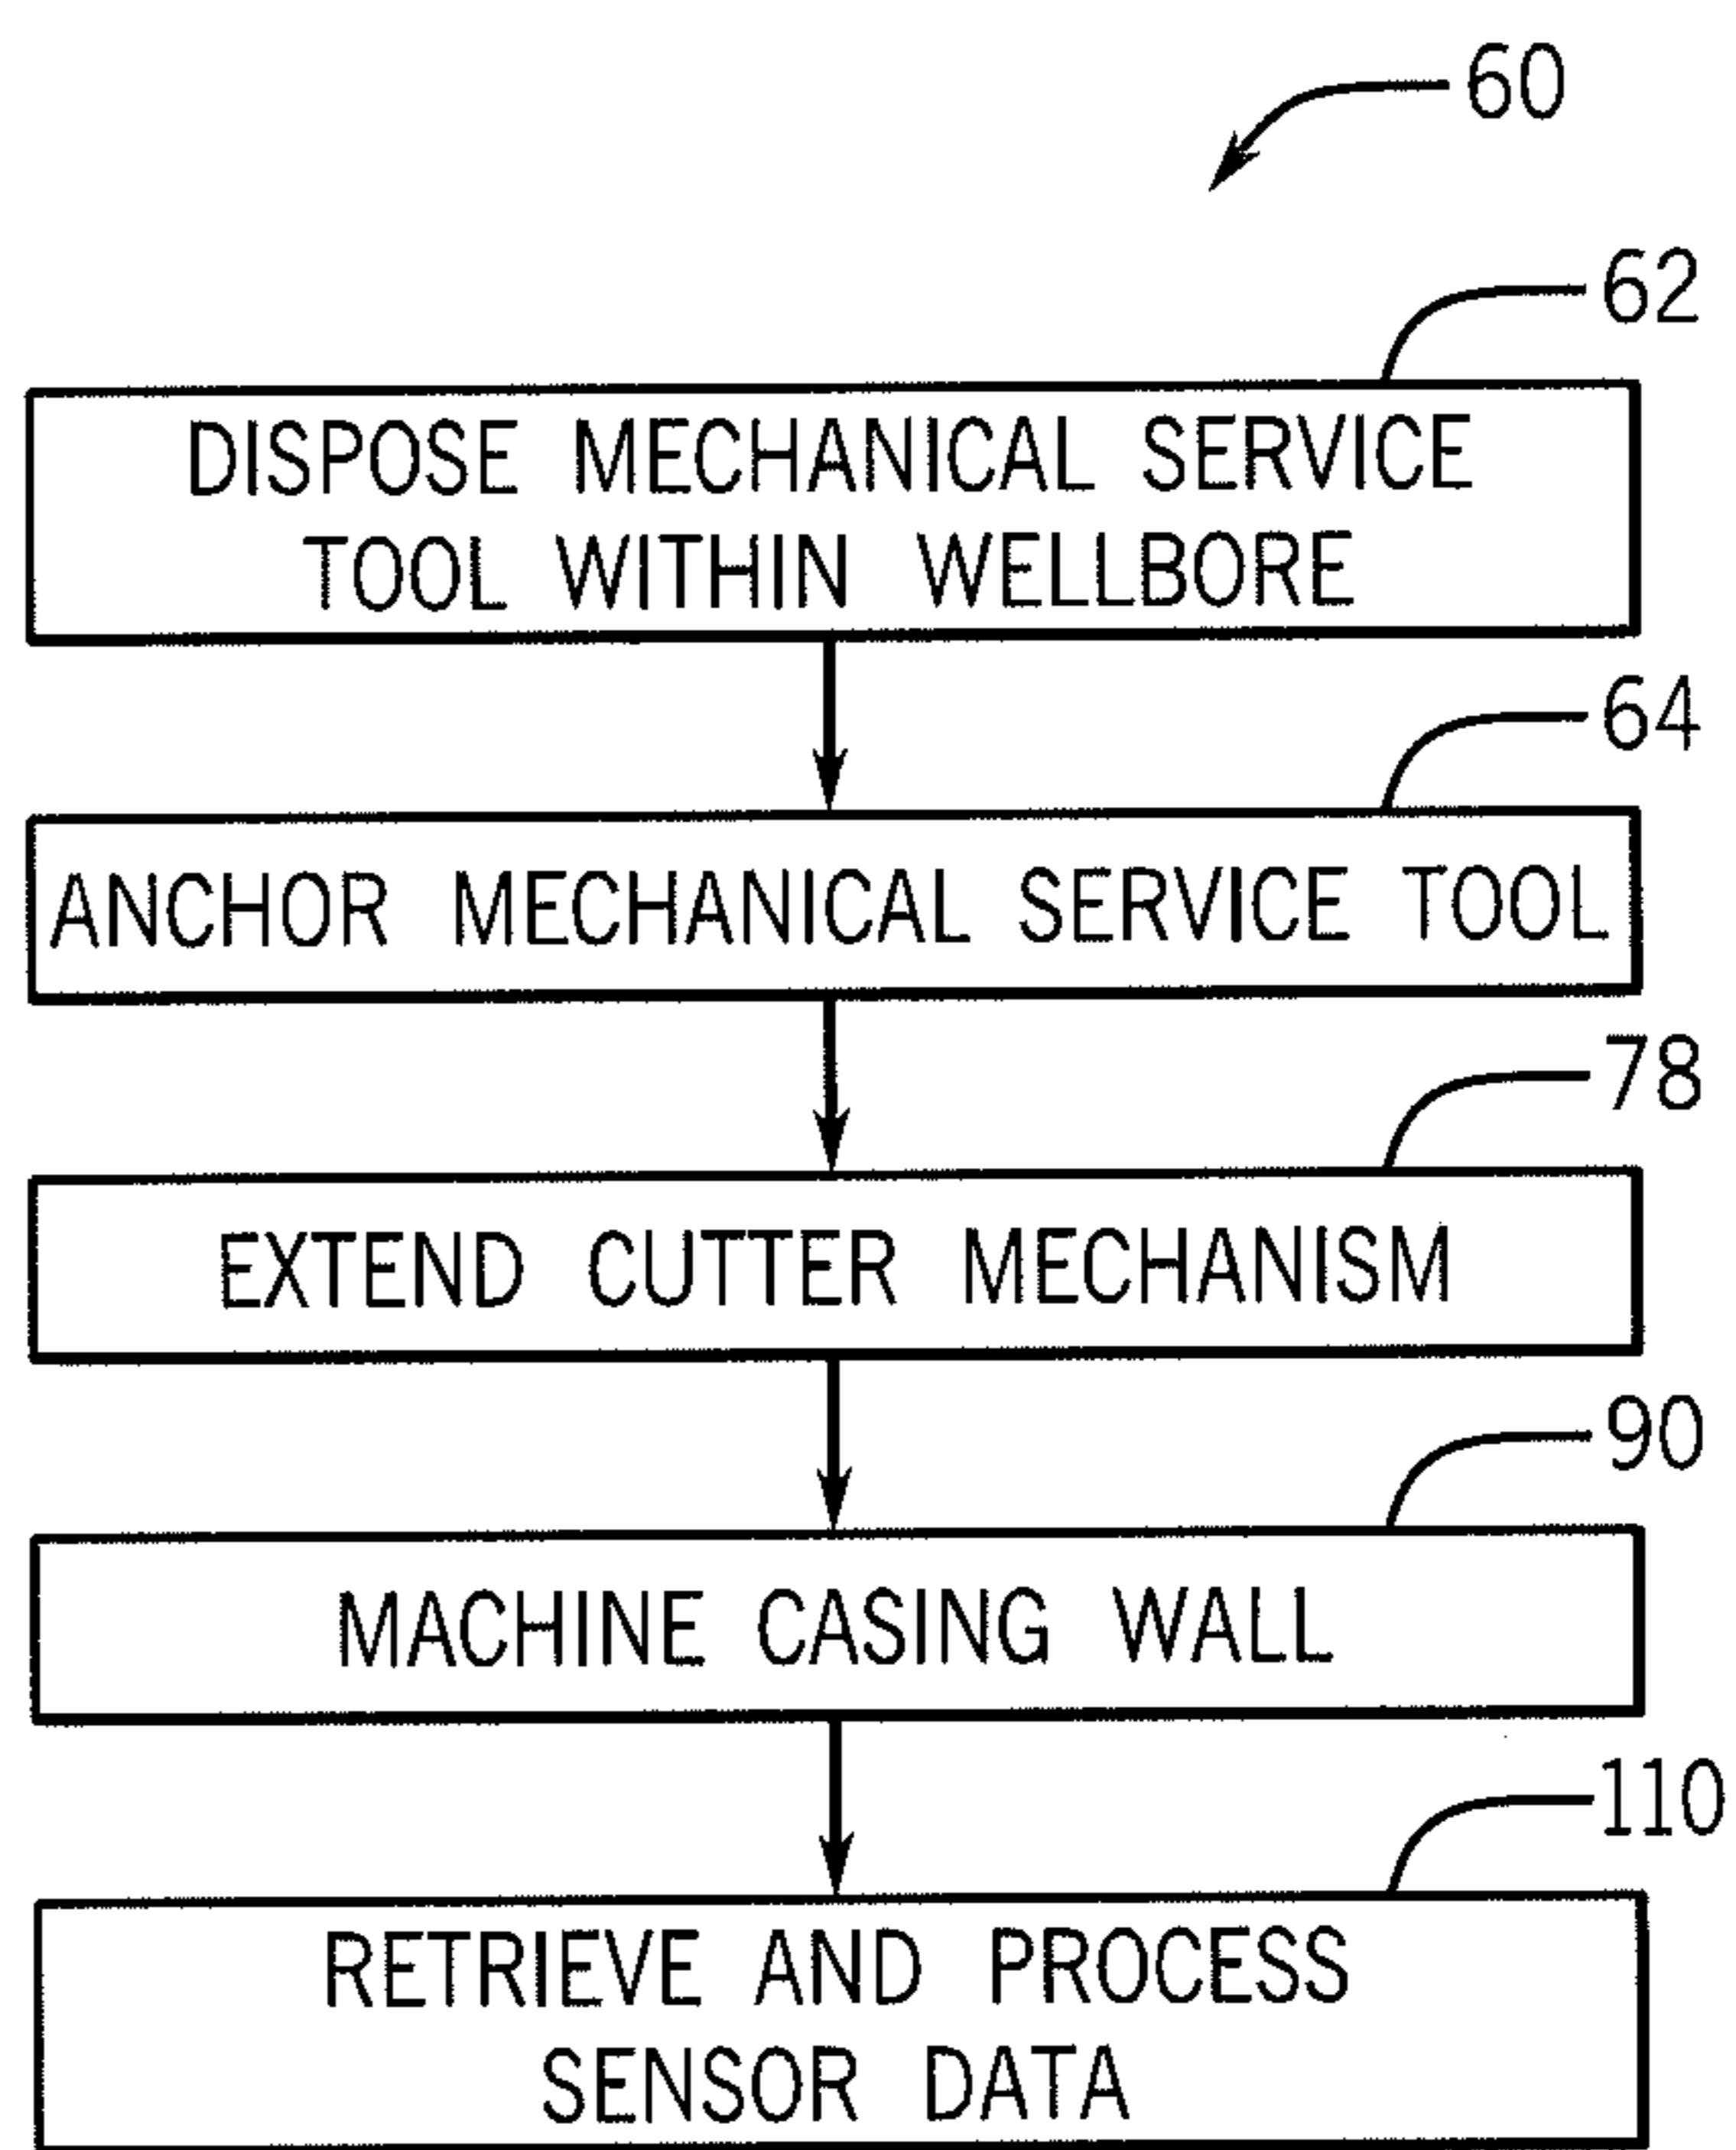 60
62
DISPOSE MECHANICAL SERVICE
TOOL WITHIN WELLBORE
64
ANCHOR MECHANICAL SERVICE TOOL
78
EXTEND CUTTER MECHANISM
90
MACHINE CASING WALL
110
RETRIEVE AND PROCESS
SENSOR DATA